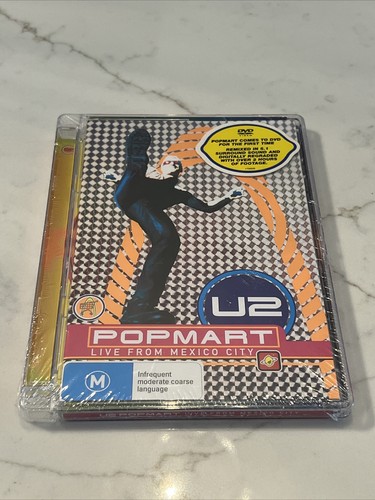 DVD
POPMART COMES TO DVD
FOR THE FIRST TIME
REMIXED IN 5.1
SURROUND SOUND AND
DIGITALLY REGRADED
WITH OVER 2 HOURS
OF FOOTAGE.
U2
POPMART
LIVE FROM MEXICO CITY
M
Infrequent
moderate coarse
language